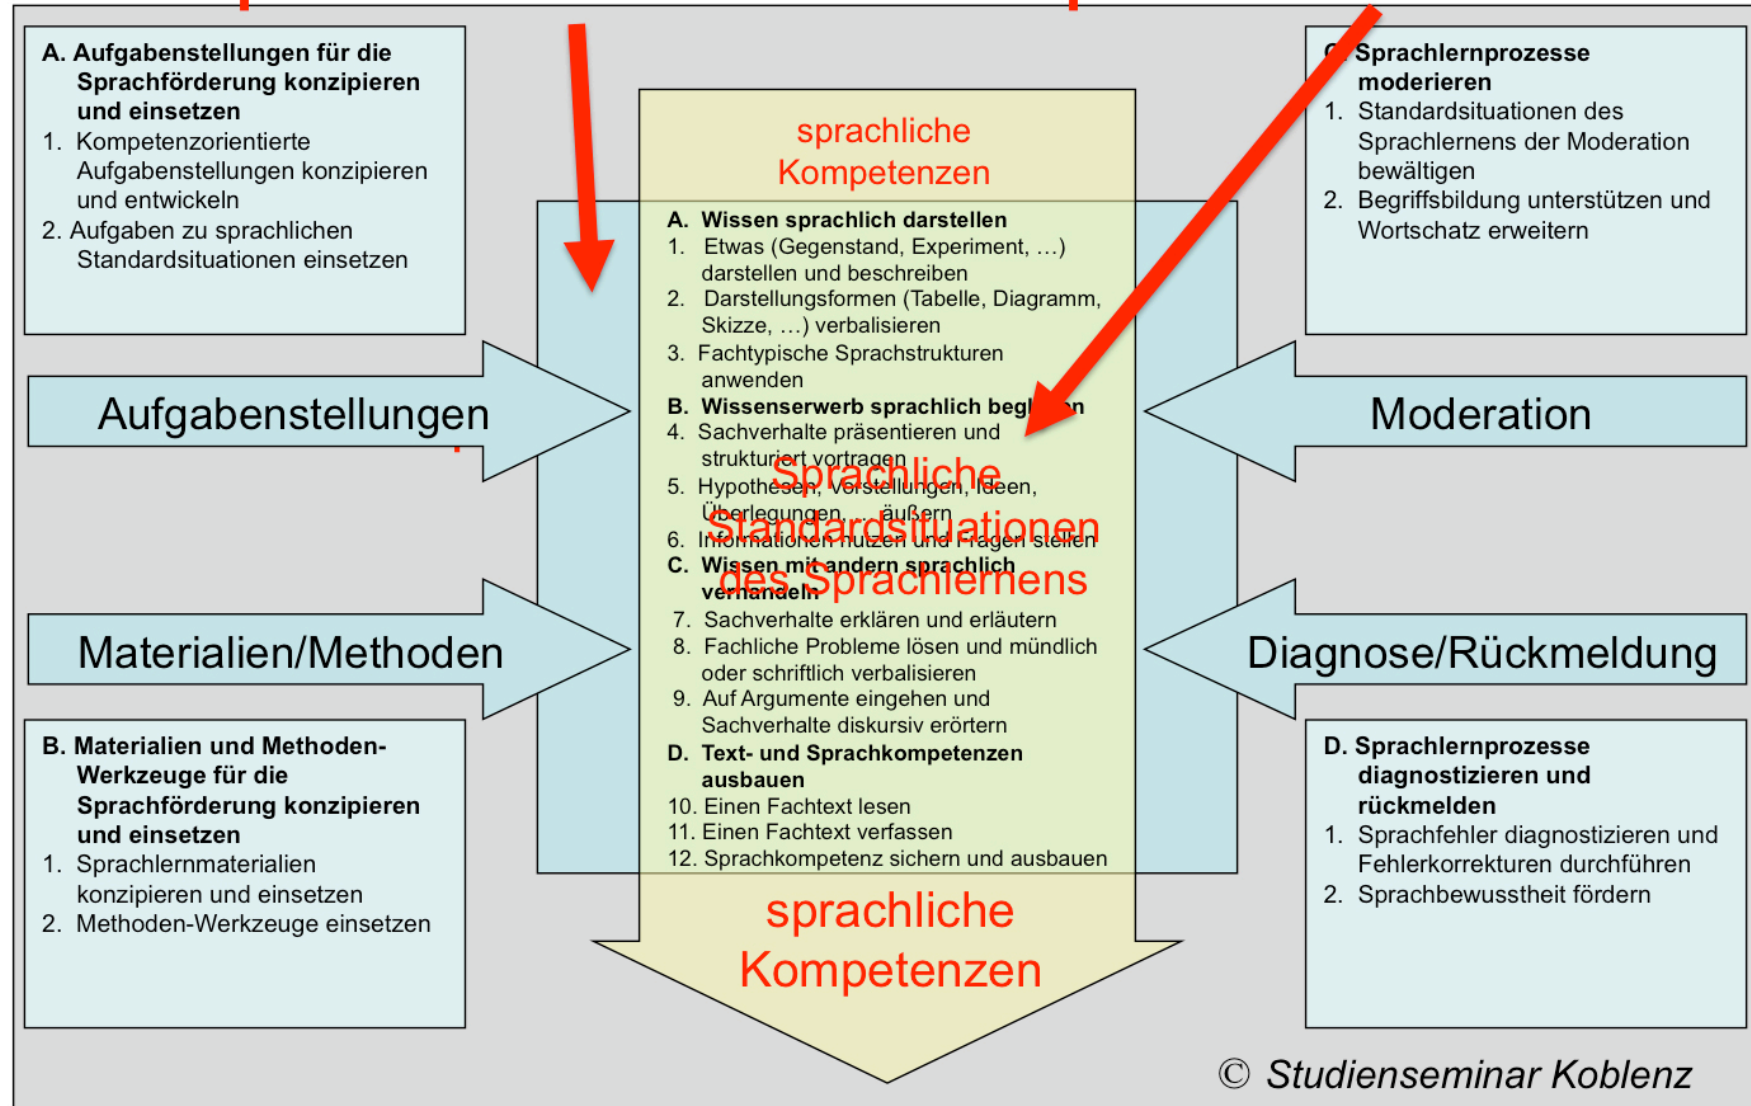 A. Aufgabenstellungen für die
Sprachförderung konzipieren
und einsetzen
1. Kompetenzorientierte
Aufgabenstellungen konzipieren
und entwickeln
2. Aufgaben zu sprachlichen
Standardsituationen einsetzen
Aufgabenstellungen
Materialien/Methoden
B. Materialien und Methoden-
Werkzeuge für die
Sprachförderung konzipieren
und einsetzen
1. Sprachlernmaterialien
konzipieren und einsetzen
2. Methoden-Werkzeuge einsetzen
sprachliche
Kompetenzen
A. Wissen sprachlich darstellen
1. Etwas (Gegenstand, Experiment, …)
darstellen und beschreiben
2. Darstellungsformen (Tabelle, Diagramm,
Skizze, …) verbalisieren
3. Fachtypische Sprachstrukturen
anwenden
B. Wissenserwerb sprachlich
4. Sachverhalte präsentieren und
strukturiert vortragen
5. Hypothesen, Vorstellungen, Ideen,
Überlegungen, … äußern
6. Informationen nutzen und Fragen stellen
C. Wissen mit andern sprachlich
verhandeln
7. Sachverhalte erklären und erläutern
8. Fachliche Probleme lösen und mündlich
oder schriftlich verbalisieren
9. Auf Argumente eingehen und
Sachverhalte diskursiv erörtern
D. Text- und Sprachkompetenzen
ausbauen
10. Einen Fachtext lesen
11. Einen Fachtext verfassen
12. Sprachkompetenz sichern und ausbauen
Sprachliche
Standardsituationen
des Sprachlernens
sprachliche
Kompetenzen
Sprachlernprozesse
moderieren
1. Standardsituationen des
Sprachlernens der Moderation
bewältigen
2. Begriffsbildung unterstützen und
Wortschatz erweitern
Moderation
Diagnose/Rückmeldung
D. Sprachlernprozesse
diagnostizieren und
rückmelden
1. Sprachfehler diagnostizieren und
Fehlerkorrekturen durchführen
2. Sprachbewusstheit fördern
© Studienseminar Koblenz